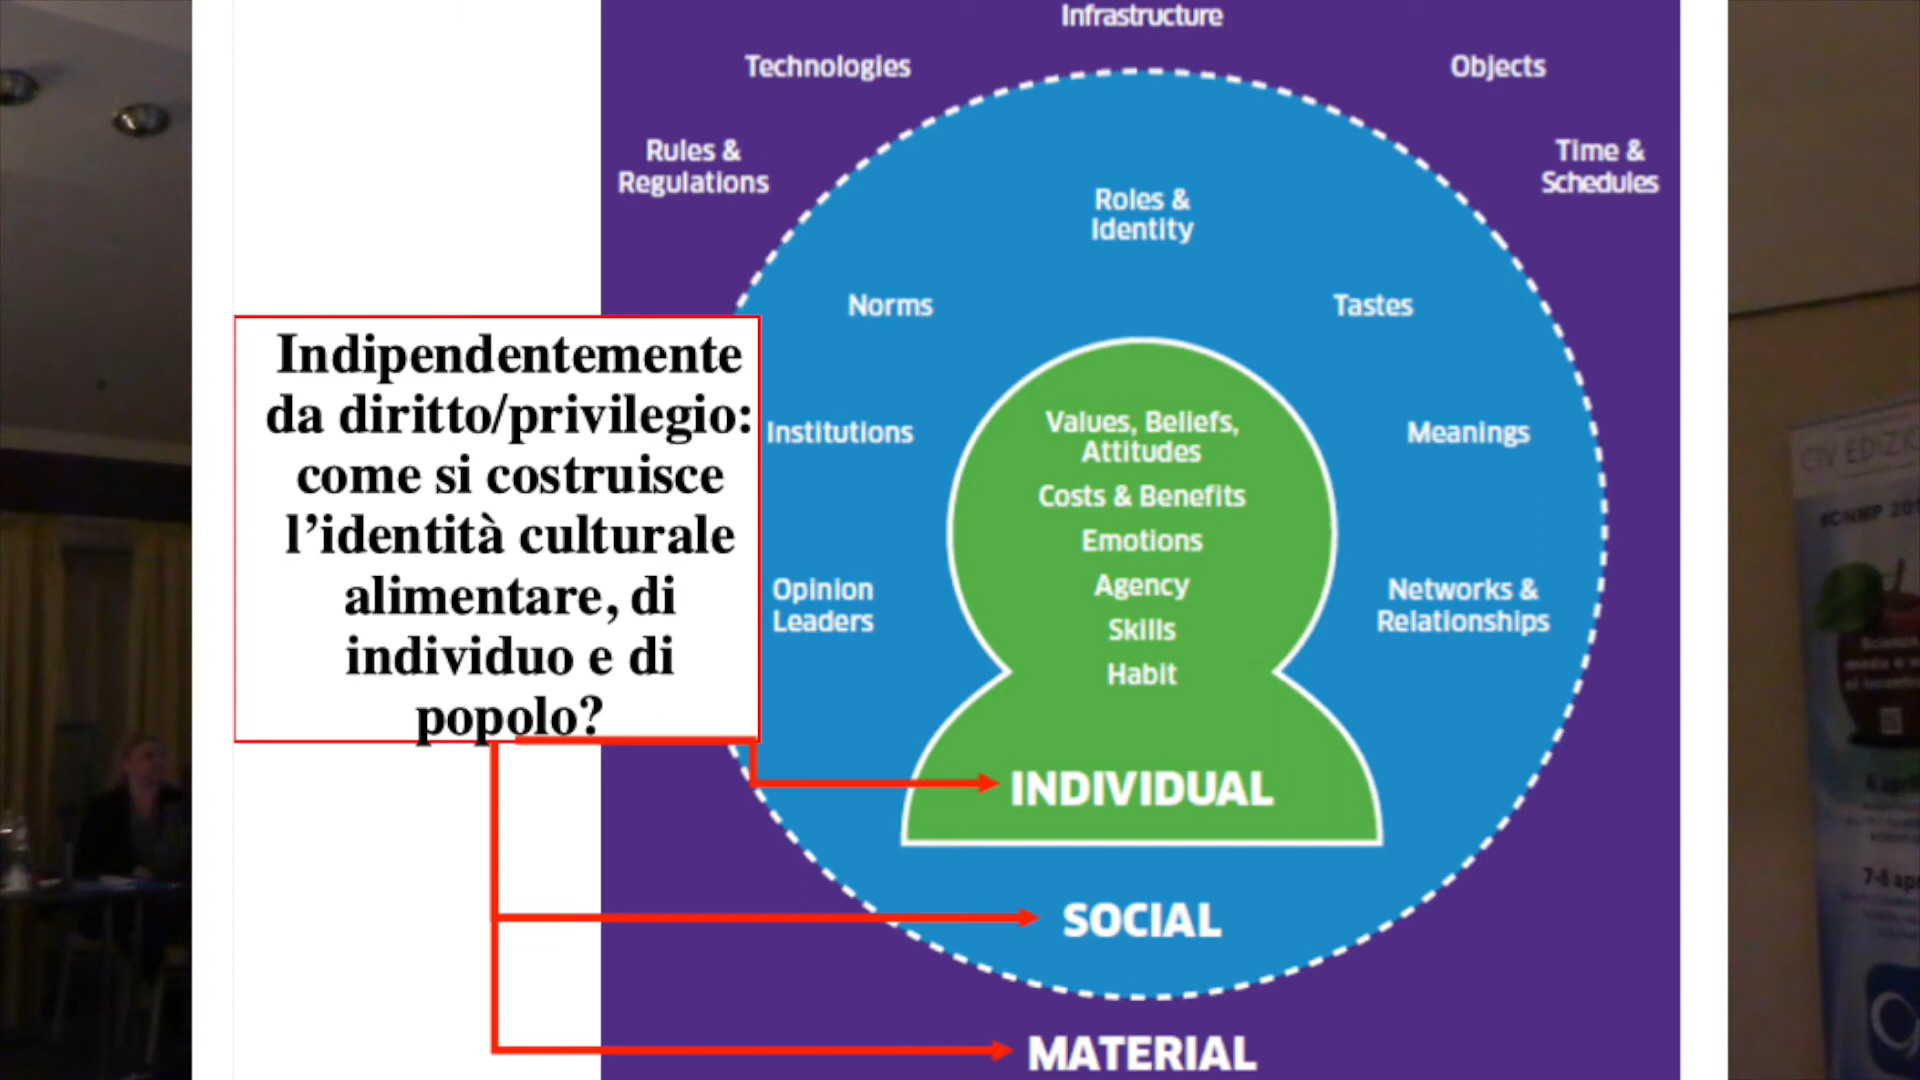 Infrastructure
Technologies
Objects
Rules &
Regulations
Time &
Schedules
Roles &
Identity
Norms
Tastes
Institutions
Meanings
Opinion
Leaders
Networks &
Relationships
Values, Beliefs,
Attitudes
Costs & Benefits
Emotions
Agency
Skills
Habit
INDIVIDUAL
SOCIAL
MATERIAL
Indipendentemente
da diritto/privilegio:
come si costruisce
l’identità culturale
alimentare, di
individuo e di
popolo?